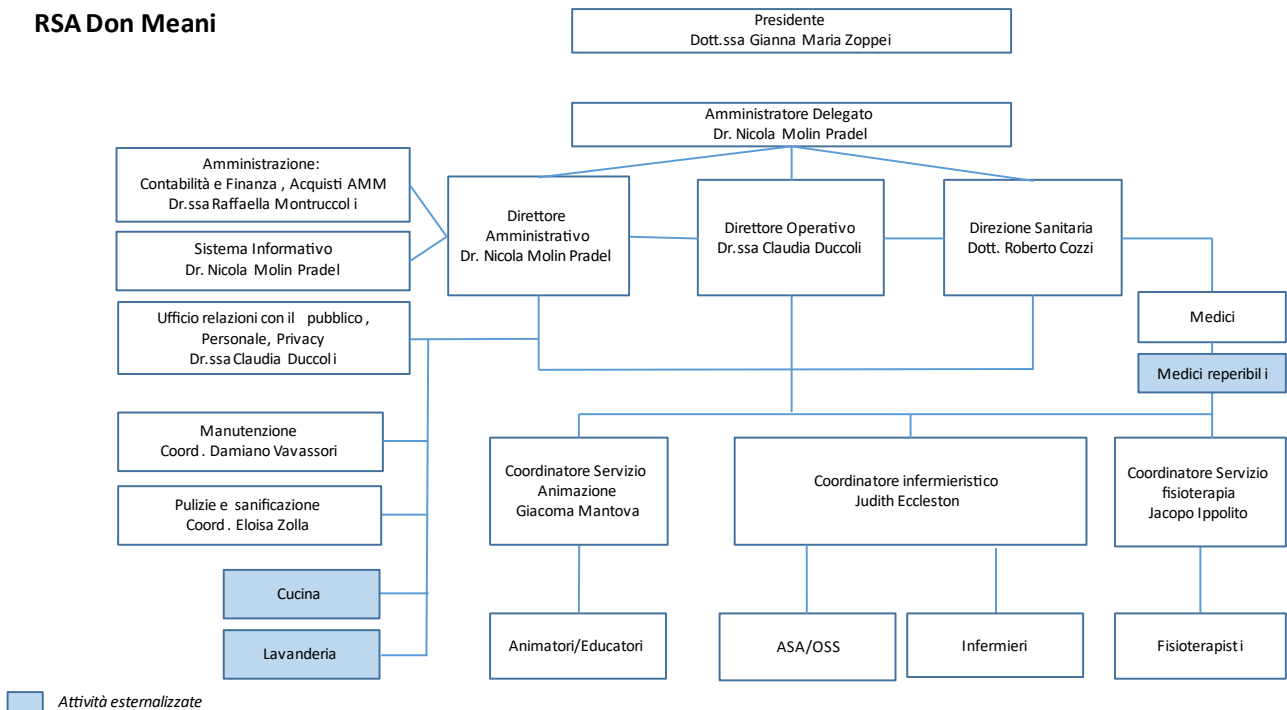 RSA Don Meani
Presidente
Dott.ssa Gianna Maria Zoppei
Amministratore Delegato
Dr. Nicola Molin Pradel
Amministrazione:
Contabilità e Finanza , Acquisti AMM
Dr.ssa Raffaella Montruccol i
Sistema Informativo
Dr. Nicola Molin Pradel
Ufficio relazioni con il pubblico ,
Personale, Privacy
Dr.ssa Claudia Duccol i
Direttore
Amministrativo
Dr. Nicola Molin Pradel
Direttore Operativo
Dr.ssa Claudia Duccoli
Direzione Sanitaria
Dott. Roberto Cozzi
Medici
Medici reperibil i
Manutenzione
Coord . Damiano Vavassori
Pulizie e sanificazione
Coord . Eloisa Zolla
Cucina
Lavanderia
Coordinatore Servizio
Animazione
Giacoma Mantova
Coordinatore infermieristico
Judith Eccleston
Coordinatore Servizio
fisioterapia
Jacopo Ippolito
Animatori/Educatori
ASA/OSS
Infermieri
Fisioterapist i
Attività esternalizzate